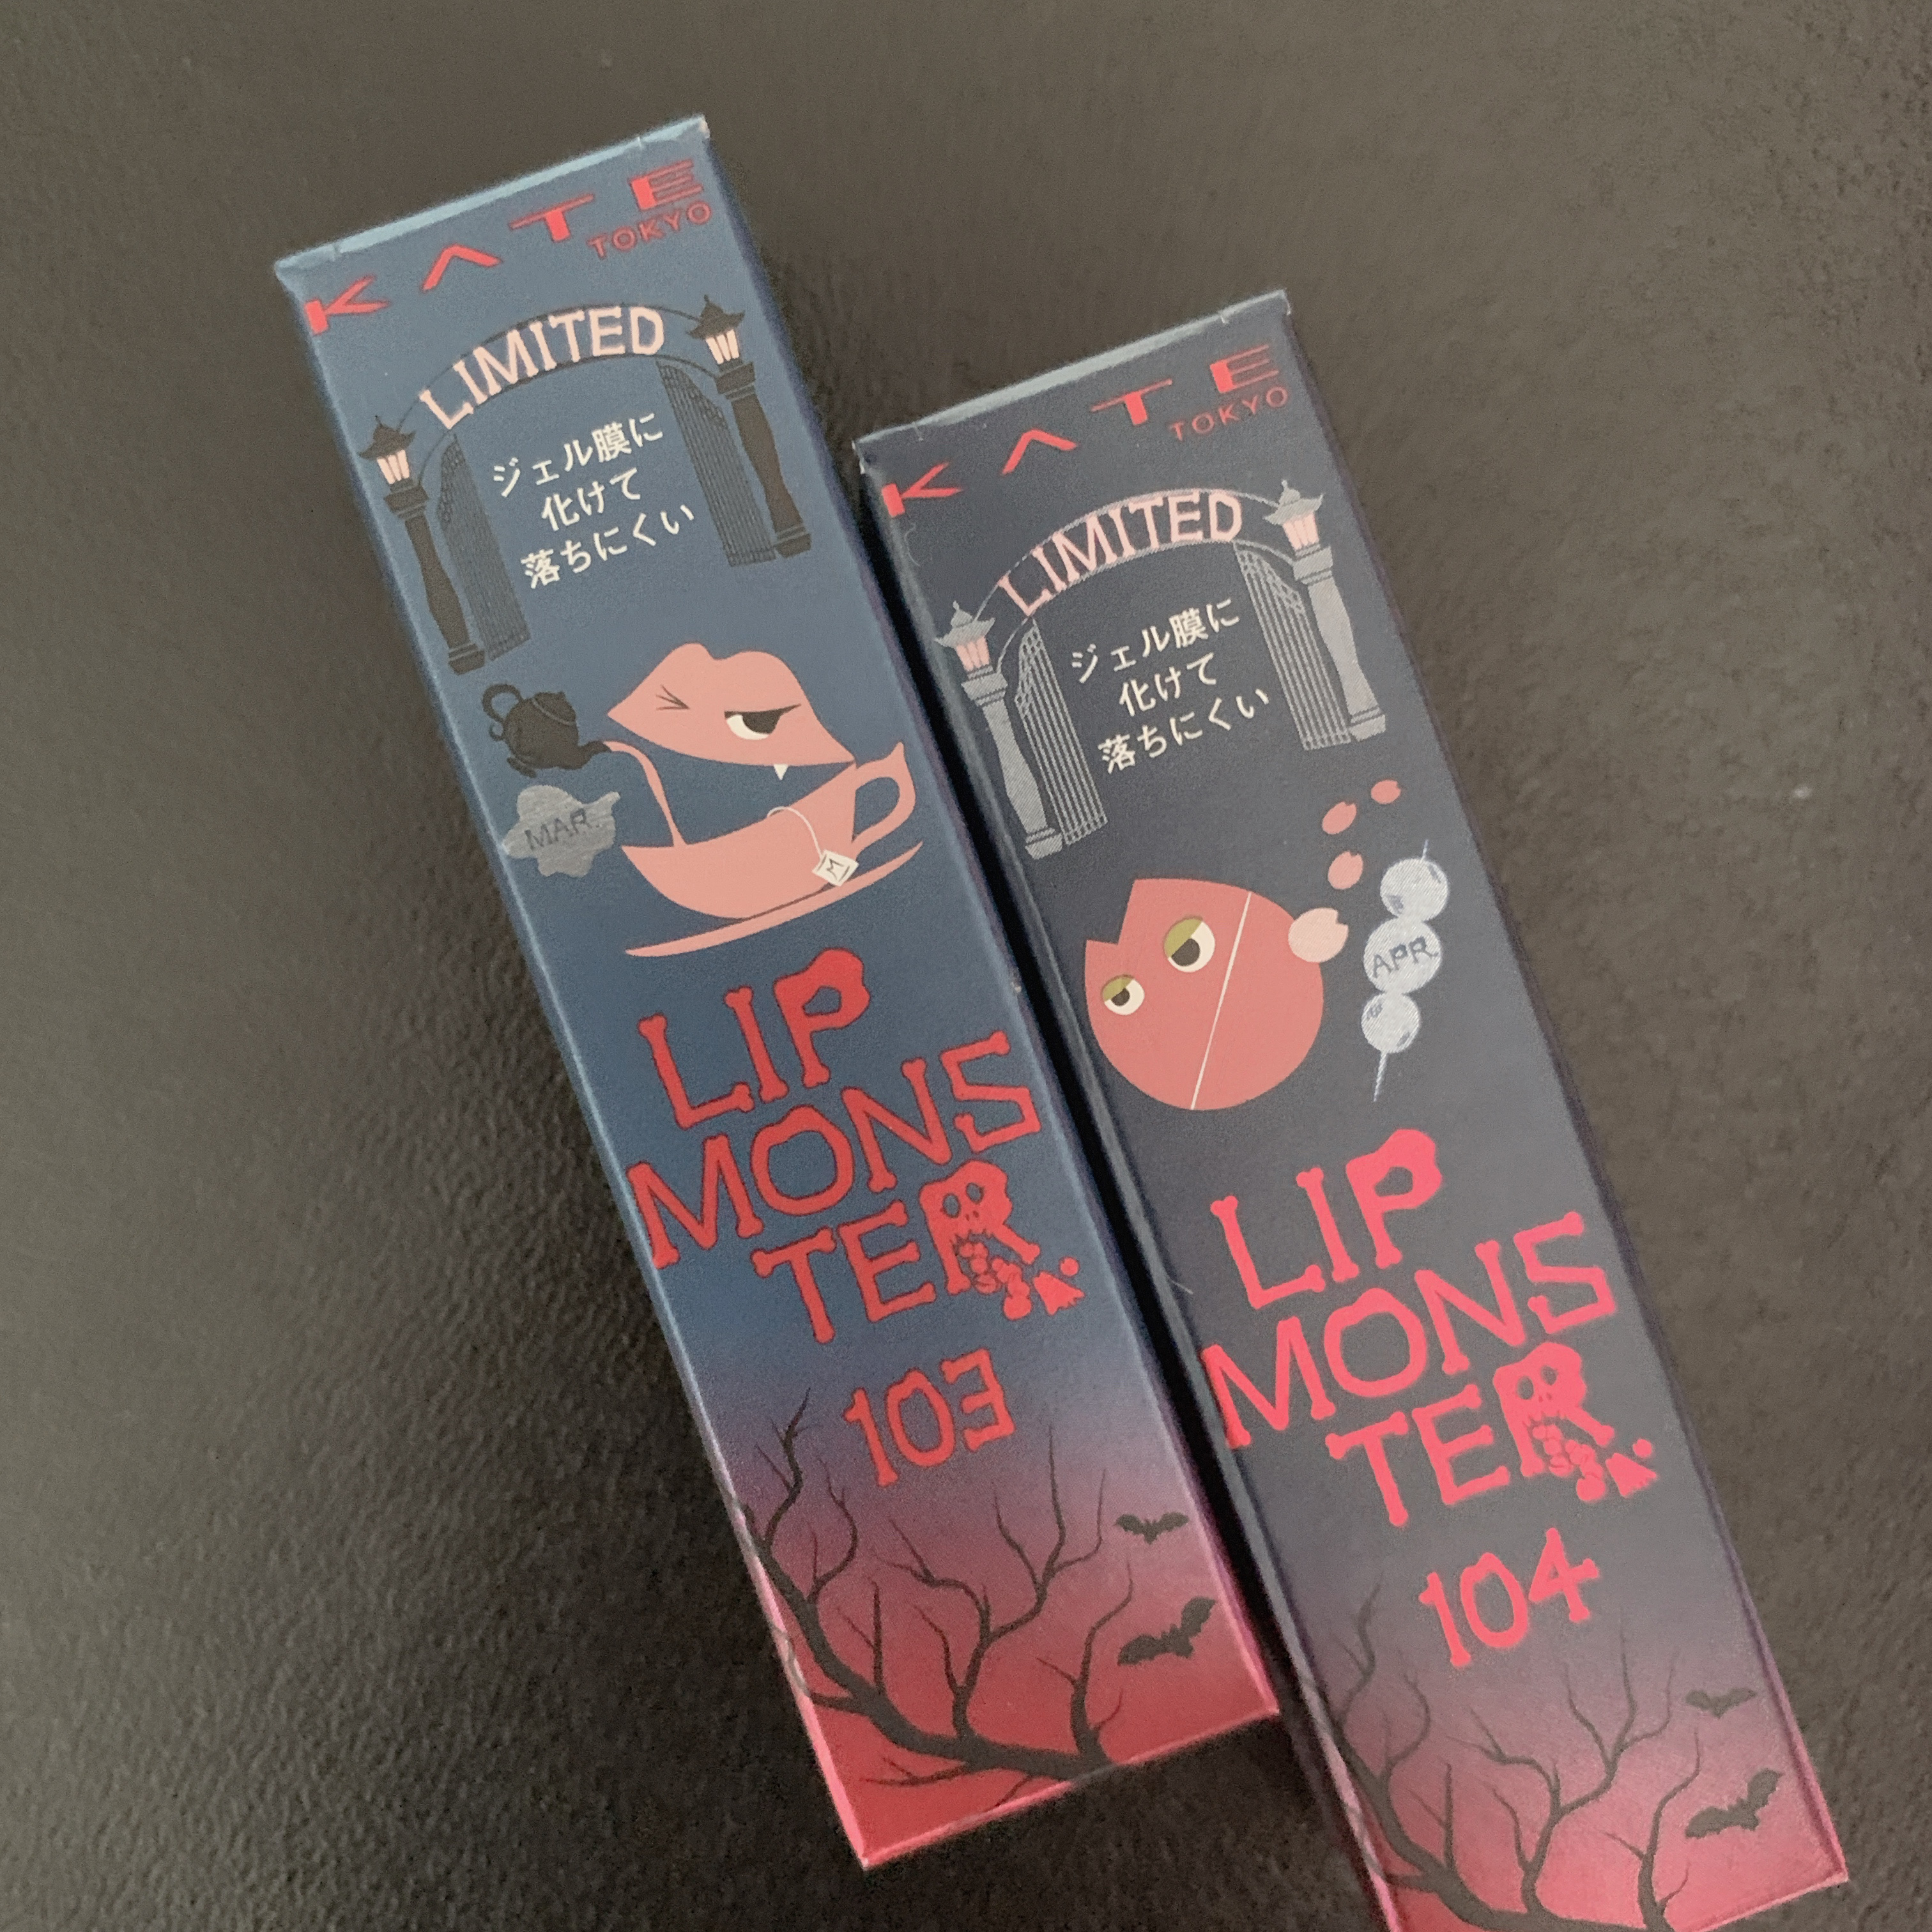 KATE
TOKYO
LIMITED
ジェル膜に
化けて
落ちにくい
MAR.
M
LIP
MONS
TER
103
KATE
TOKYO
LIMITED
ジェル膜に
化けて
落ちにくい
APR.
LIP
MONS
TER
104